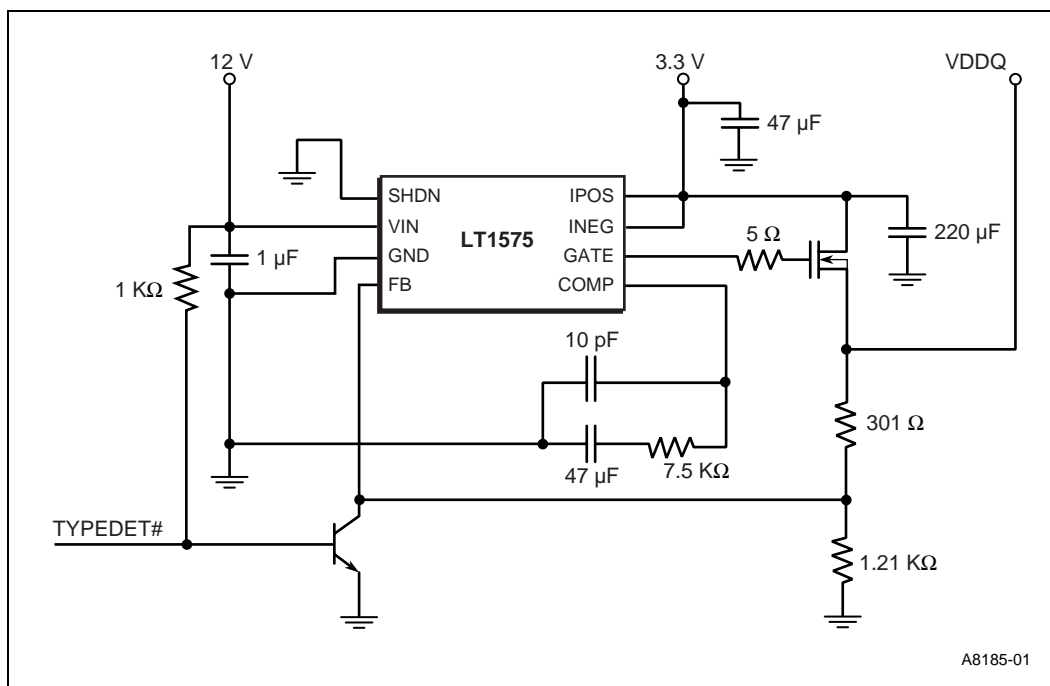 12 V
3.3 V
VDDQ
47 µF
SHDN
IPOS
VIN
LT1575
INEG
GND
GATE
FB
COMP
5 Ω
220 µF
1 µF
1 KΩ
10 pF
301 Ω
47 µF
7.5 KΩ
TYPEDET#
1.21 KΩ
A8185-01